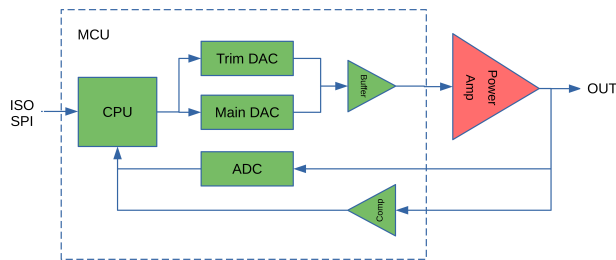 MCU
Trim DAC
ISO
SPI
CPU
Main DAC
Buffer
Power
Amp
OUT
ADC
Comp